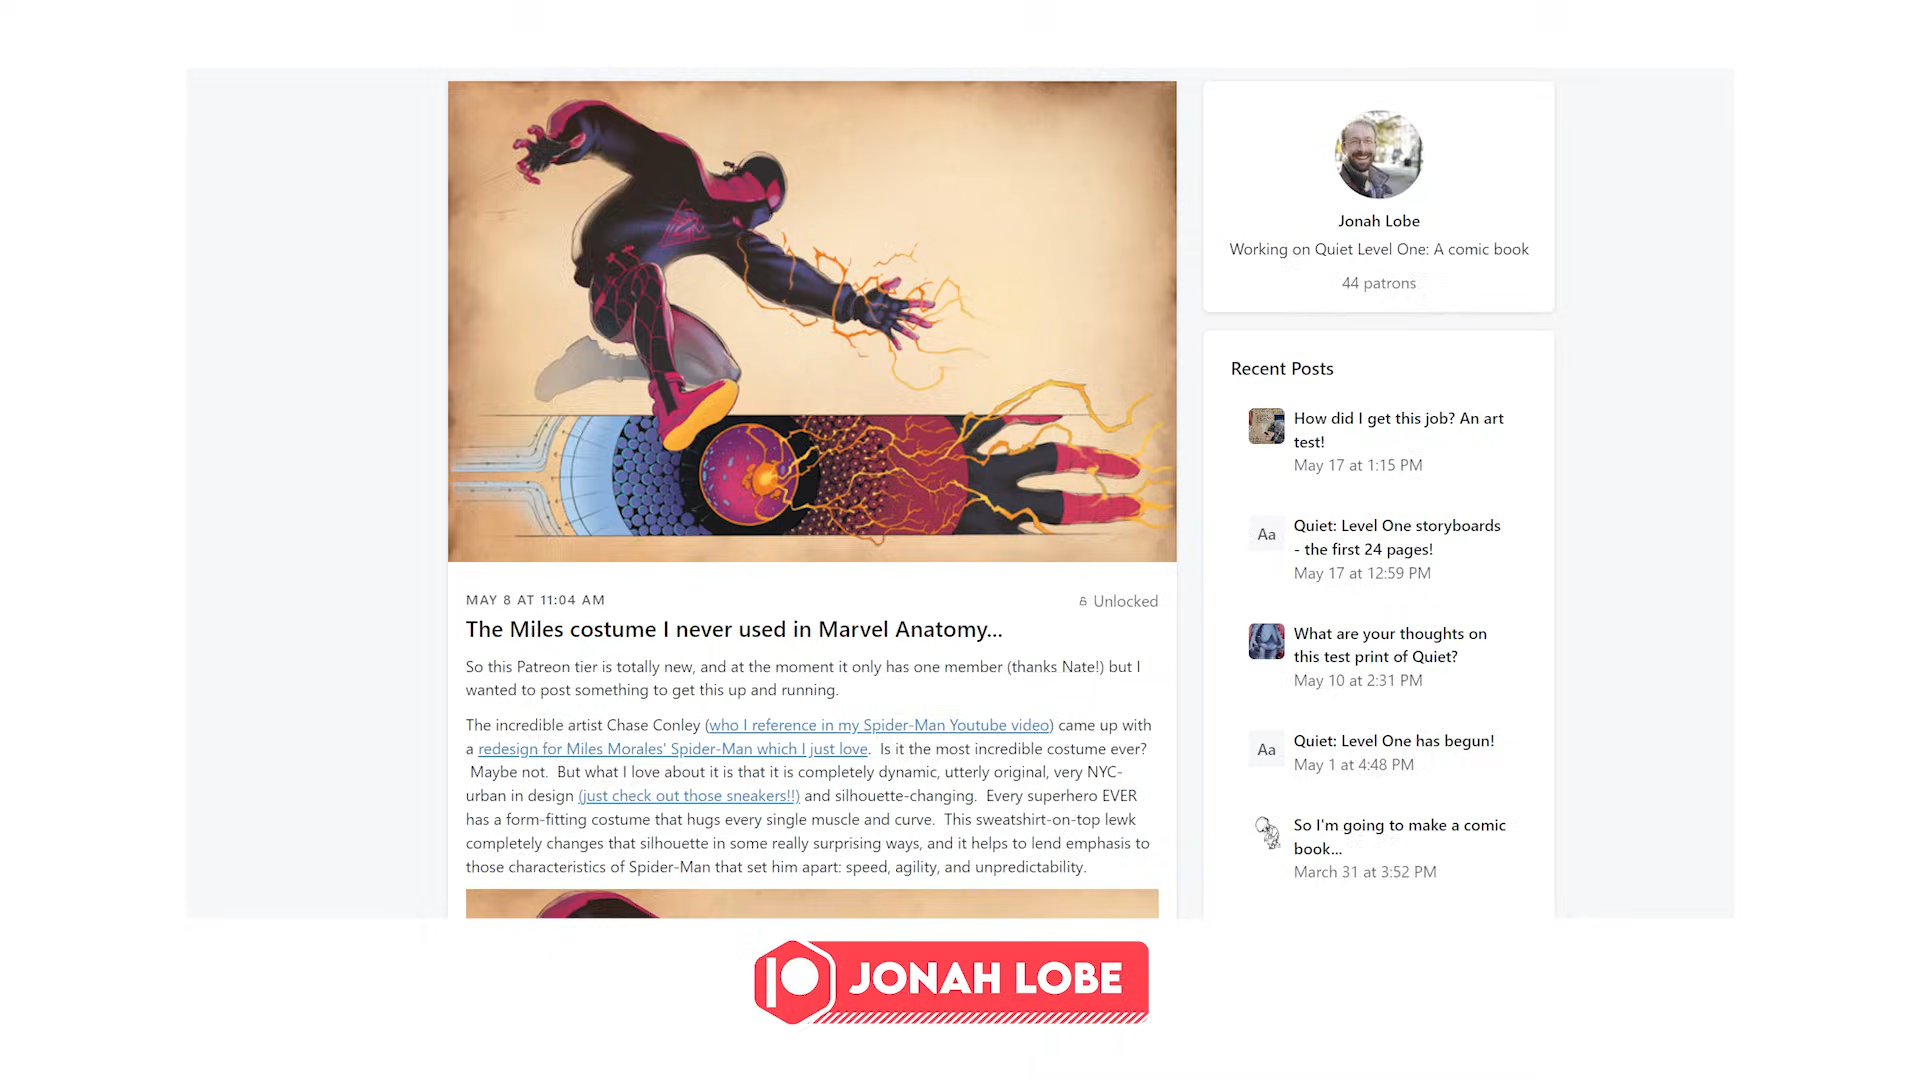 MAY 8 AT 11:04 AM
Unlocked
The Miles costume I never used in Marvel Anatomy...
So this Patreon tier is totally new, and at the moment it only has one member (thanks Nate!) but I
wanted to post something to get this up and running.
The incredible artist Chase Conley (who I reference in my Spider-Man Youtube video) came up with
a redesign for Miles Morales' Spider-Man which I just love. Is it the most incredible costume ever?
Maybe not. But what I love about it is that it is completely dynamic, utterly original, very NYC-
urban in design (just check out those sneakers!!) and silhouette-changing. Every superhero EVER
has a form-fitting costume that hugs every single muscle and curve. This sweatshirt-on-top lewk
completely changes that silhouette in some really surprising ways, and it helps to lend emphasis to
those characteristics of Spider-Man that set him apart: speed, agility, and unpredictability.
Jonah Lobe
Working on Quiet Level One: A comic book
44 patrons
Recent Posts
How did I get this job? An art
test!
May 17 at 1:15 PM
Aa
Quiet: Level One storyboards
- the first 24 pages!
May 17 at 12:59 PM
What are your thoughts on
this test print of Quiet?
May 10 at 2:31 PM
Aa
Quiet: Level One has begun!
May 1 at 4:48 PM
So I'm going to make a comic
book...
March 31 at 3:52 PM
JONAH LOBE